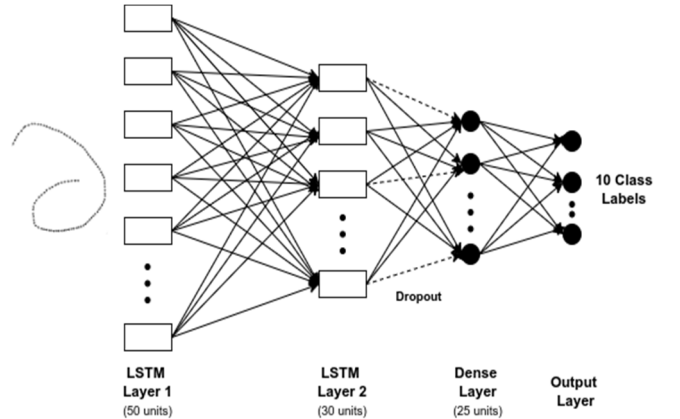 10 Class
Labels
Dropout
LSTM
Layer 1
(50 units)
LSTM
Layer 2
(30 units)
Dense
Layer
(25 units)
Output
Layer